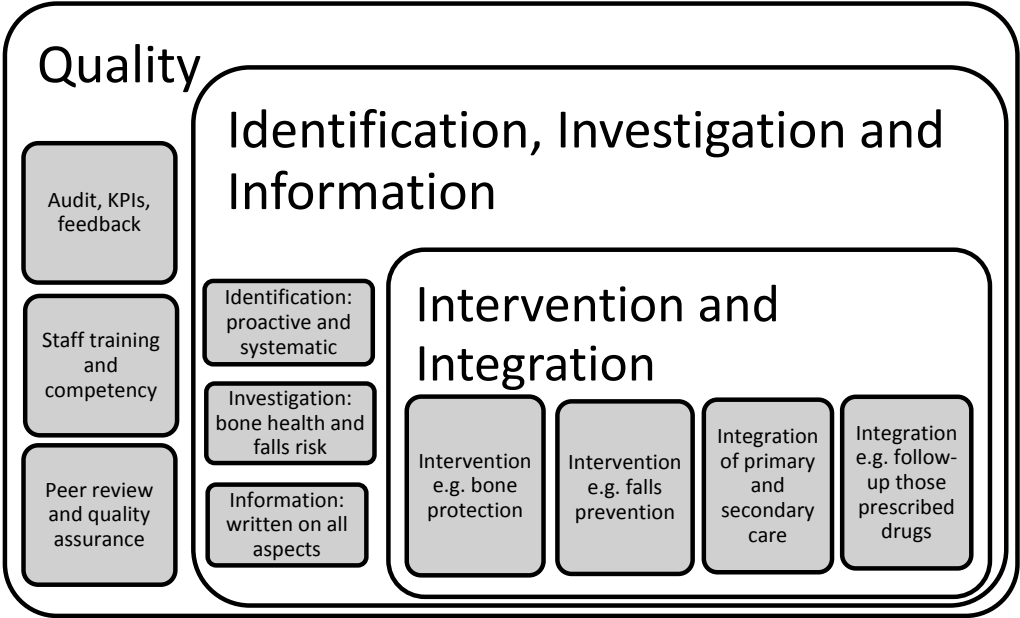 Quality
Audit, KPIs,
feedback
Staff training
and
competency
Peer review
and quality
assurance
Identification, Investigation and
Information
Identification:
proactive and
systematic
Investigation:
bone health and
falls risk
Information:
written on all
aspects
Intervention and
Integration
Intervention
e.g. bone
protection
Intervention
e.g. falls
prevention
Integration
of primary
and
secondary
care
Integration
e.g. follow-
up those
prescribed
drugs